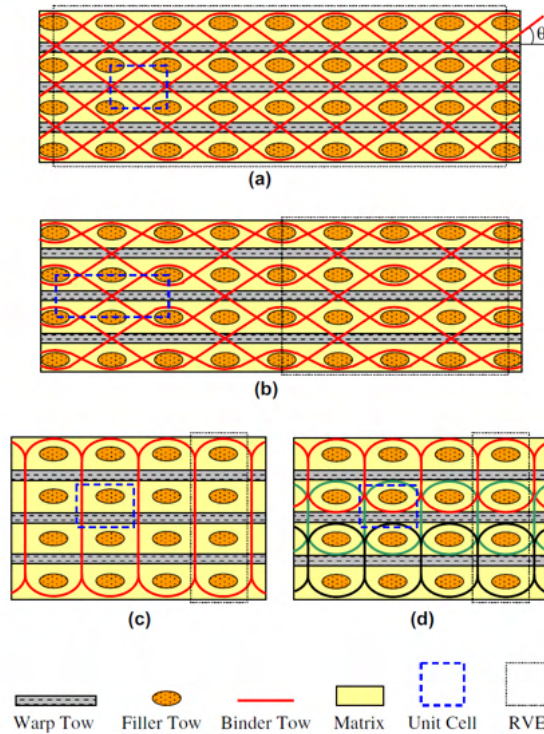 θ
(a)
(b)
(c)
(d)
Warp Tow Filler Tow Binder Tow Matrix Unit Cell RVE